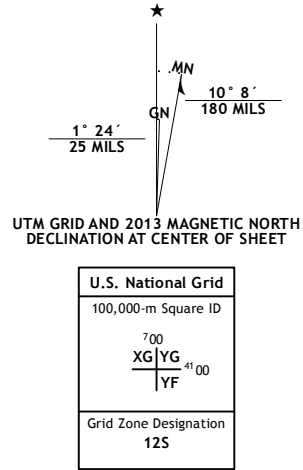 ★
MN
GN
10° 8´
180 MILS
1° 24´
25 MILS
UTM GRID AND 2013 MAGNETIC NORTH
DECLINATION AT CENTER OF SHEET
U.S. National Grid
100,000-m Square ID
700
XG YG
4100
YF
Grid Zone Designation
12S